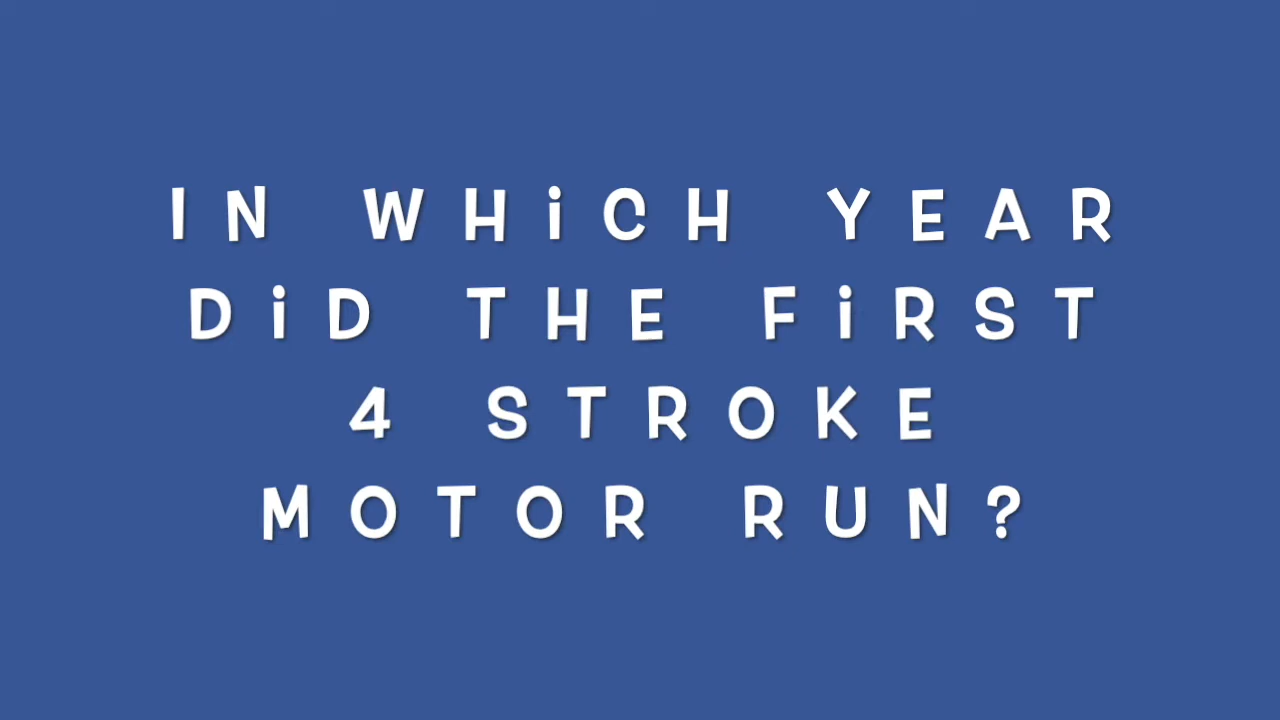 IN WHiCH YEAR
DiD THE FiRST
4 STROKE
MOTOR RUN?